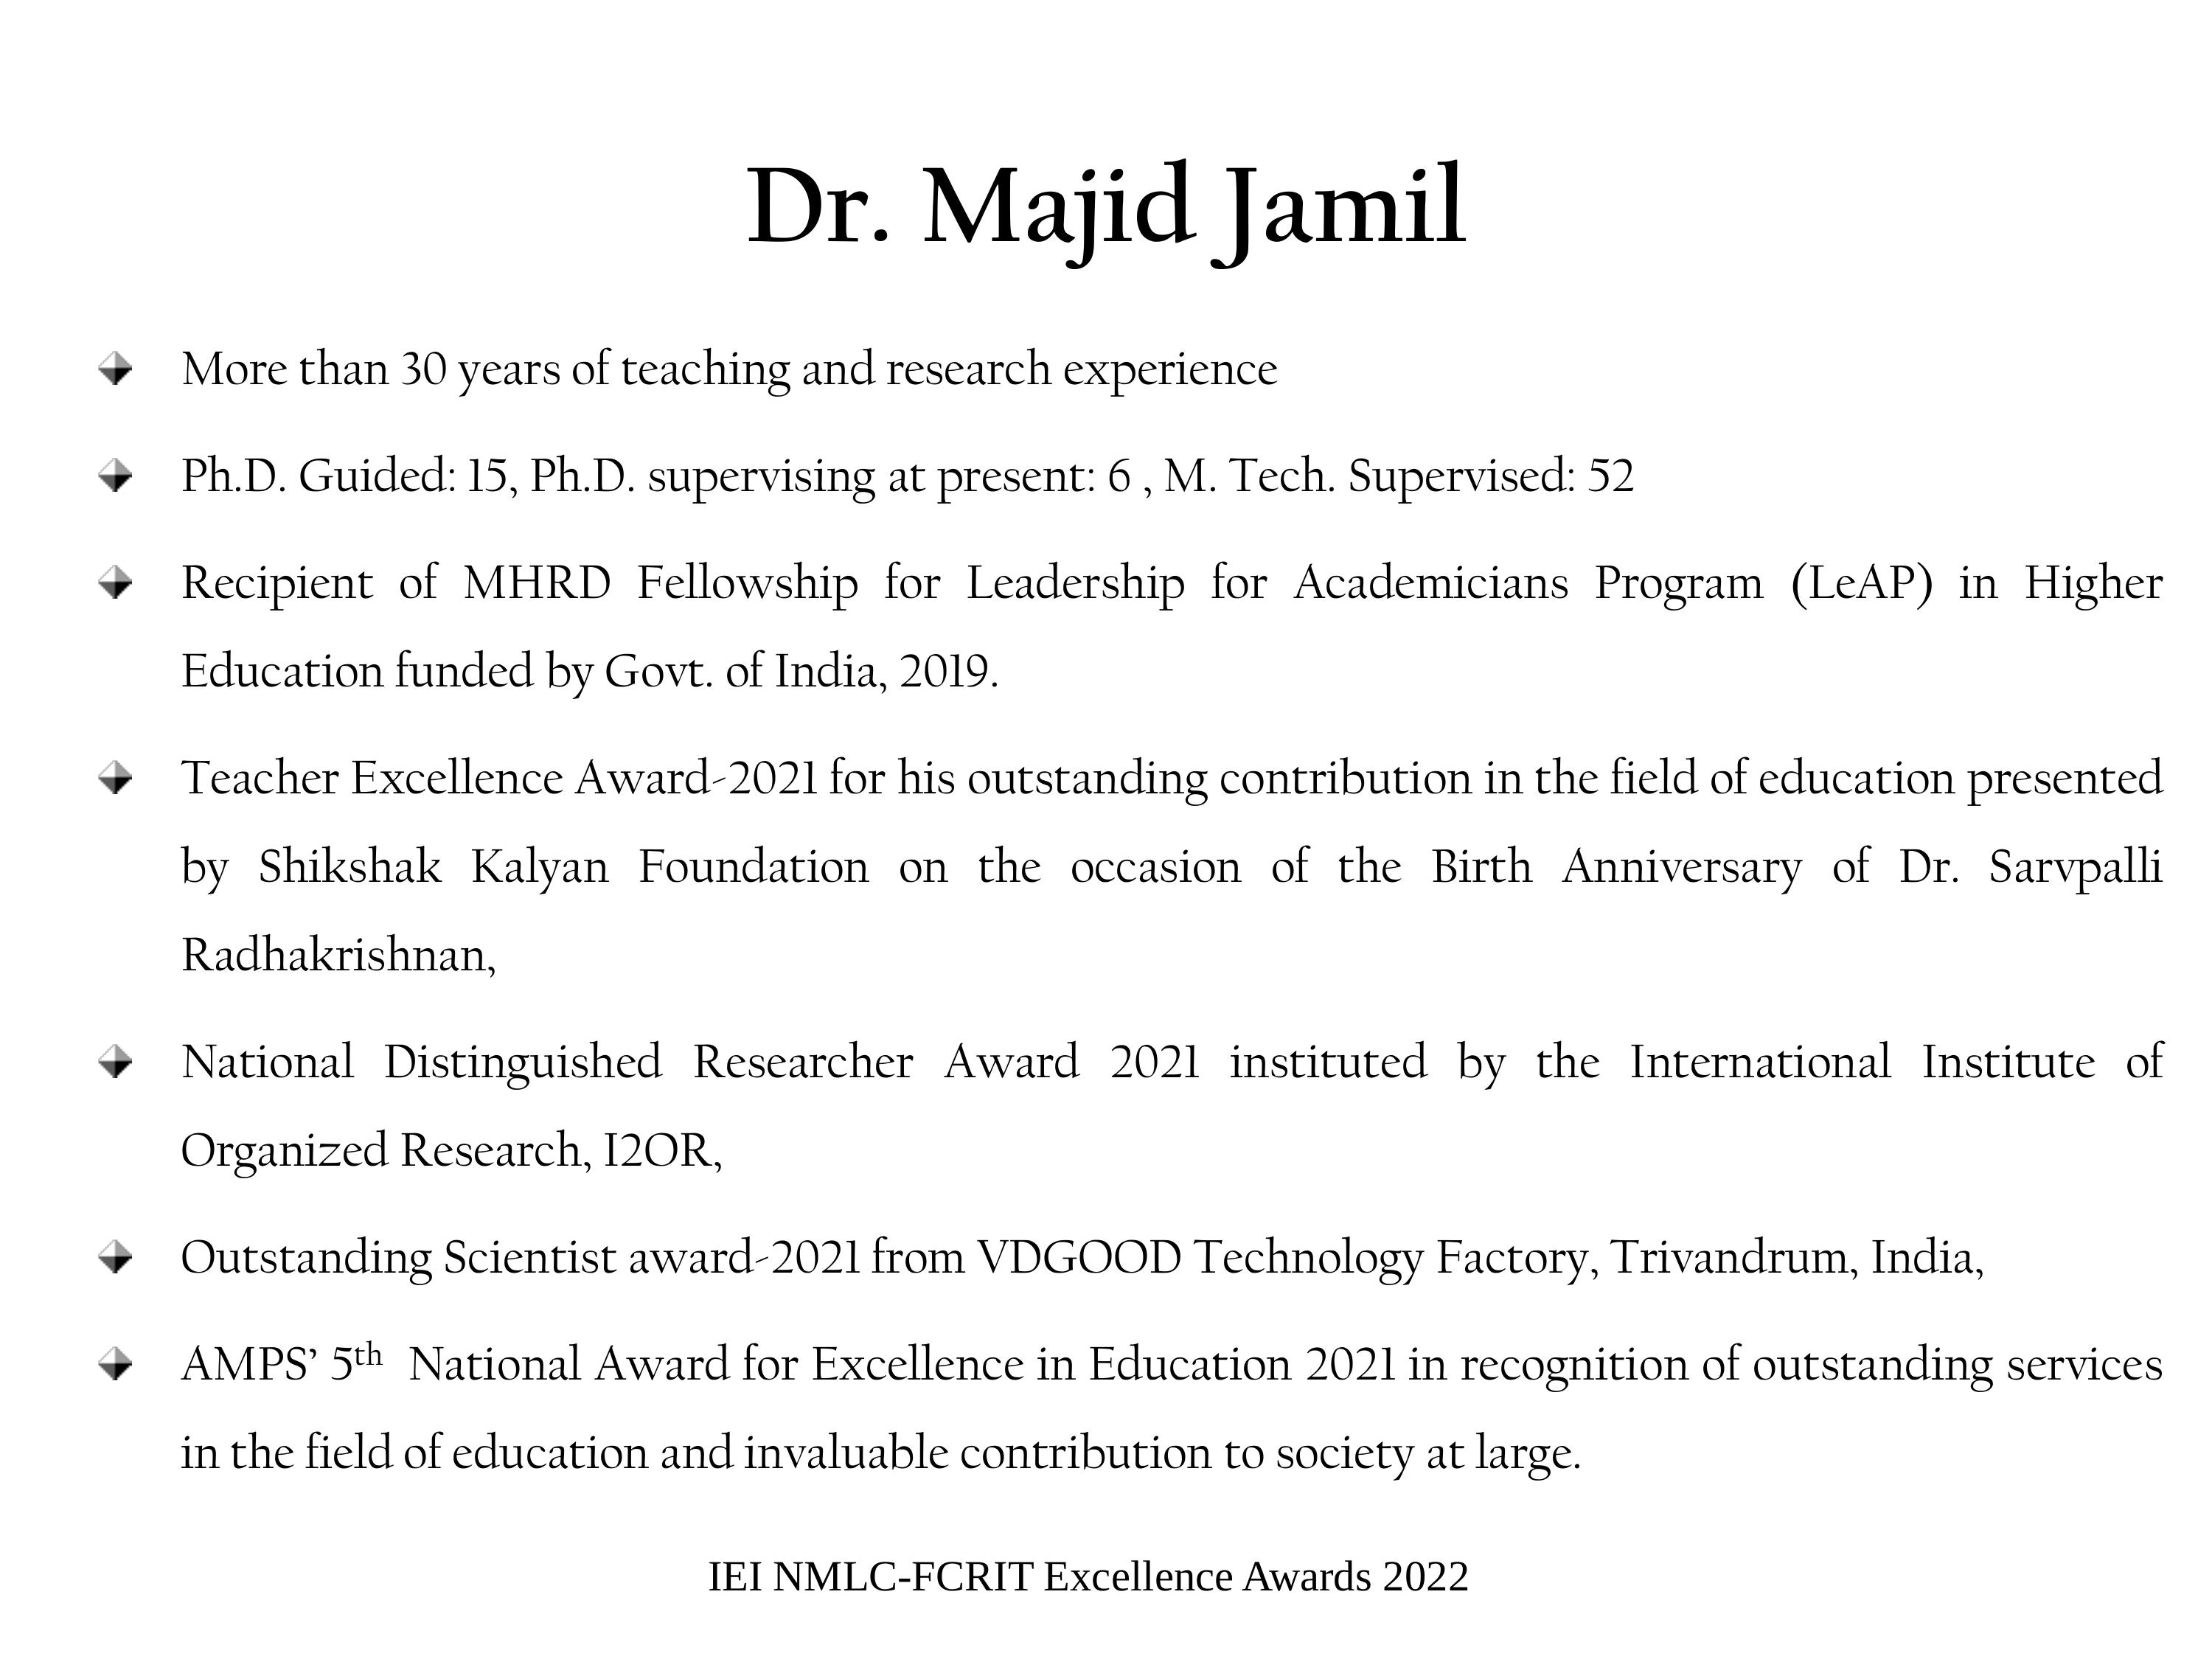 Dr. Majid Jamil
More than 30 years of teaching and research experience
Ph.D. Guided: 15, Ph.D. supervising at present: 6 , M. Tech. Supervised: 52
Recipient of MHRD Fellowship for Leadership for Academicians Program (LeAP) in Higher
Education funded by Govt. of India, 2019.
Teacher Excellence Award-2021 for his outstanding contribution in the field of education presented
by Shikshak Kalyan Foundation on the occasion of the Birth Anniversary of Dr. Sarvpalli
Radhakrishnan,
National Distinguished Researcher Award 2021 instituted by the International Institute of
Organized Research, I2OR,
Outstanding Scientist award-2021 from VDGOOD Technology Factory, Trivandrum, India,
AMPS’ 5th National Award for Excellence in Education 2021 in recognition of outstanding services
in the field of education and invaluable contribution to society at large.
IEI NMLC-FCRIT Excellence Awards 2022